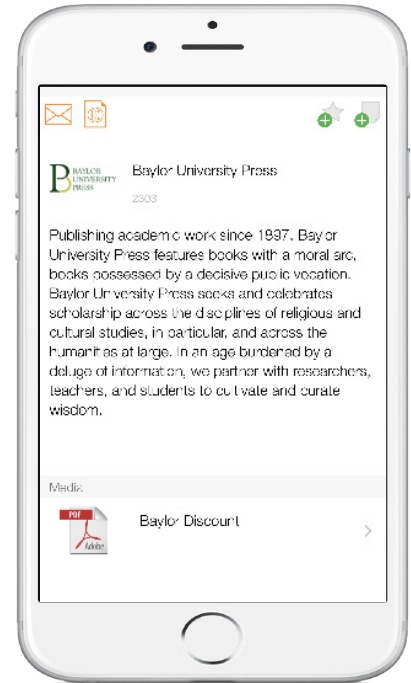 BAYLOR
UNIVERSITY
PRESS
Baylor University Press
2303
Publishing academic work since 1897. Baylor
University Press features books with a moral arc,
books possessed by a decisive public vocation.
Baylor University Press seeks and celebrates
scholarship across the disciplines of religious and
cultural studies, in particular, and across the
humanities at large. In an age burdened by a
deluge of information, we partner with researchers,
teachers, and students to cultivate and curate
wisdom.
Media
PDF
Adobe
Baylor Discount